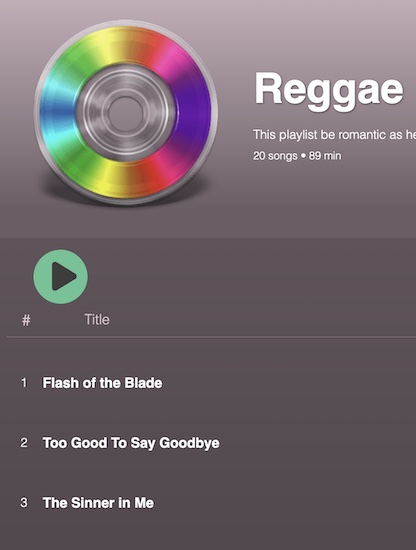 Reggae
This playlist be romantic as
20 songs • 89 min
# Title
1 Flash of the Blade
2 Too Good To Say Goodbye
3 The Sinner in Me